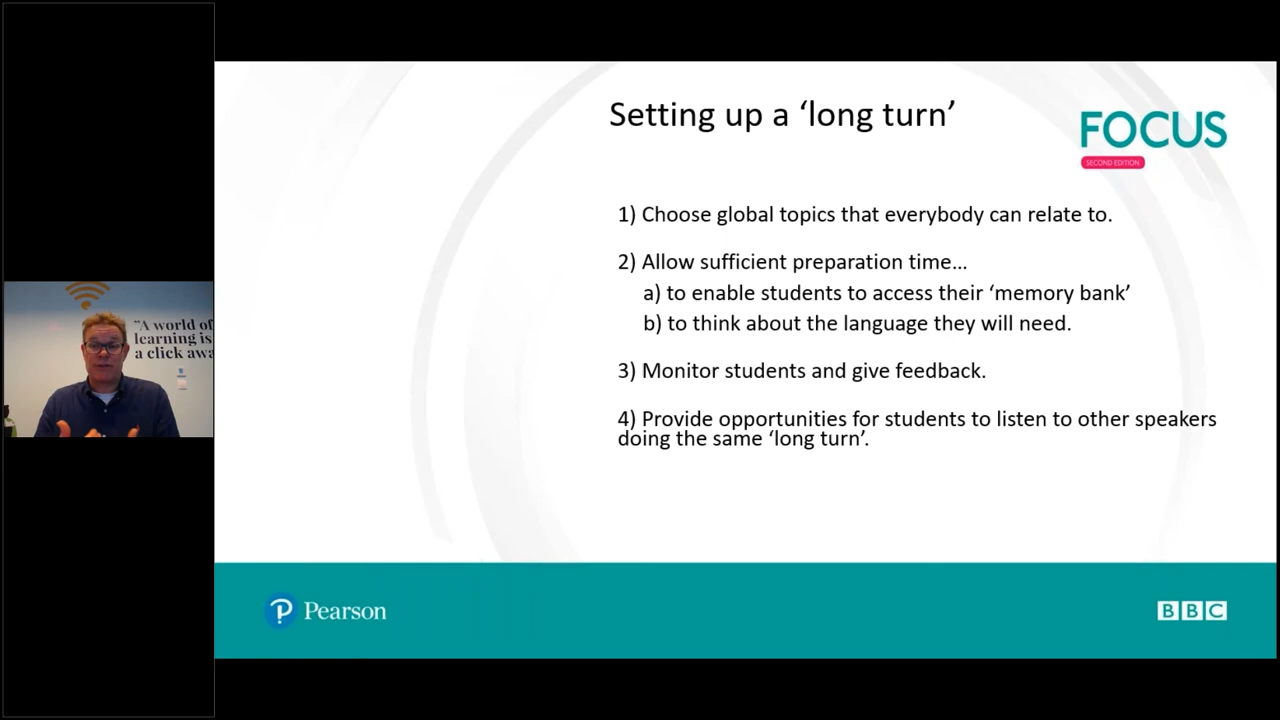 Setting up a ‘long turn’
FOCUS
SECOND EDITION
1) Choose global topics that everybody can relate to.
2) Allow sufficient preparation time...
a) to enable students to access their ‘memory bank’
b) to think about the language they will need.
3) Monitor students and give feedback.
4) Provide opportunities for students to listen to other speakers
doing the same ‘long turn’.
"A world of
learning is
a click awa
P Pearson
BBC